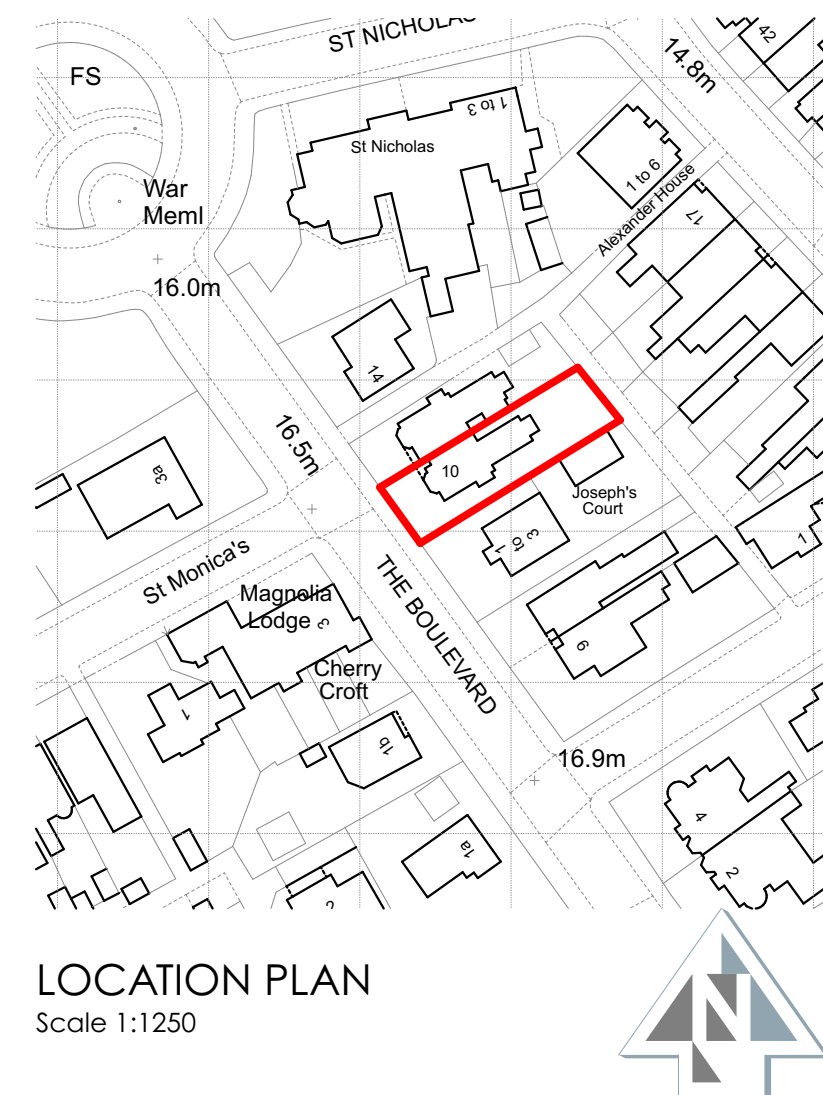 ST NICHOLAS
42
14.8m
FS
1 to 3
St Nicholas
1 to 6
War
Meml
Alexander House
17
16.0m
14
16.5m
3a
10
Joseph's
Court
1 to 3
1
St Monica's
THE BOULEVARD
Magnolia
Lodge
3
9
Cherry
Croft
1
1b
16.9m
4
1a
2
2
LOCATION PLAN
Scale 1:1250
N